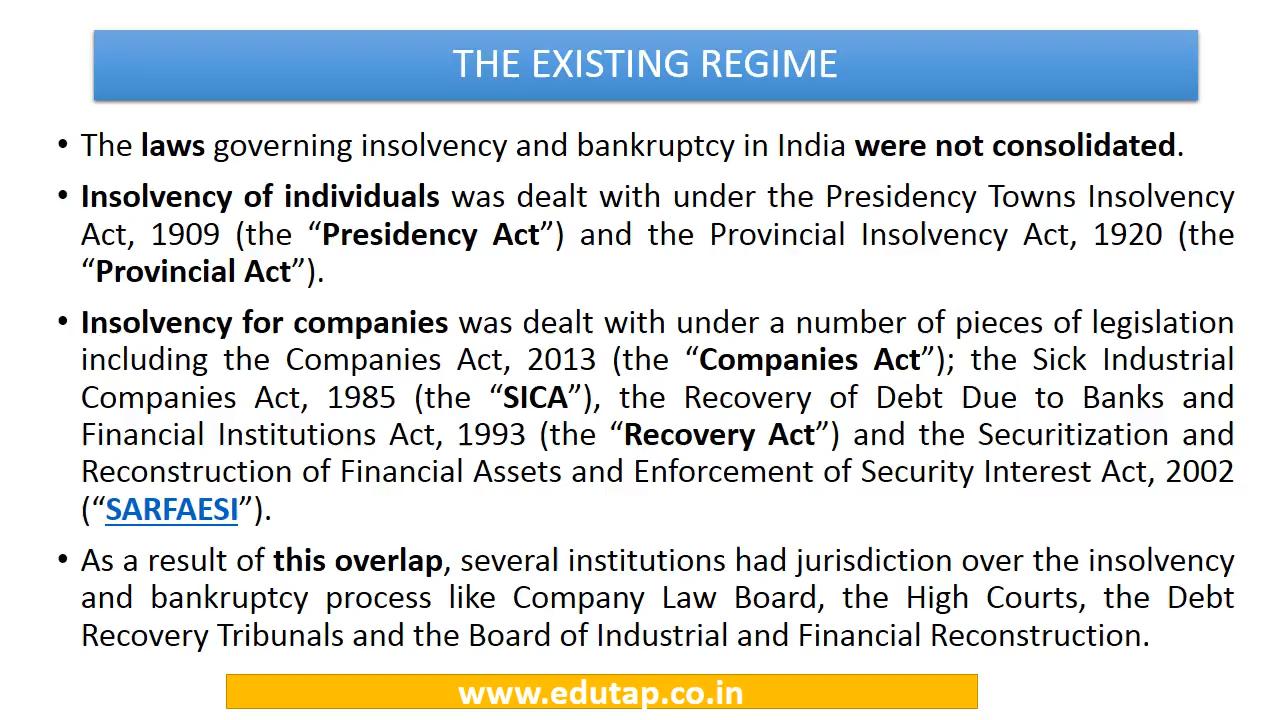 THE EXISTING REGIME
• The laws governing insolvency and bankruptcy in India were not consolidated.
• Insolvency of individuals was dealt with under the Presidency Towns Insolvency
Act, 1909 (the “Presidency Act”) and the Provincial Insolvency Act, 1920 (the
“Provincial Act”).
• Insolvency for companies was dealt with under a number of pieces of legislation
including the Companies Act, 2013 (the “Companies Act”); the Sick Industrial
Companies Act, 1985 (the “SICA”), the Recovery of Debt Due to Banks and
Financial Institutions Act, 1993 (the “Recovery Act”) and the Securitization and
Reconstruction of Financial Assets and Enforcement of Security Interest Act, 2002
(“SARFAESI”).
• As a result of this overlap, several institutions had jurisdiction over the insolvency
and bankruptcy process like Company Law Board, the High Courts, the Debt
Recovery Tribunals and the Board of Industrial and Financial Reconstruction.
www.edutap.co.in